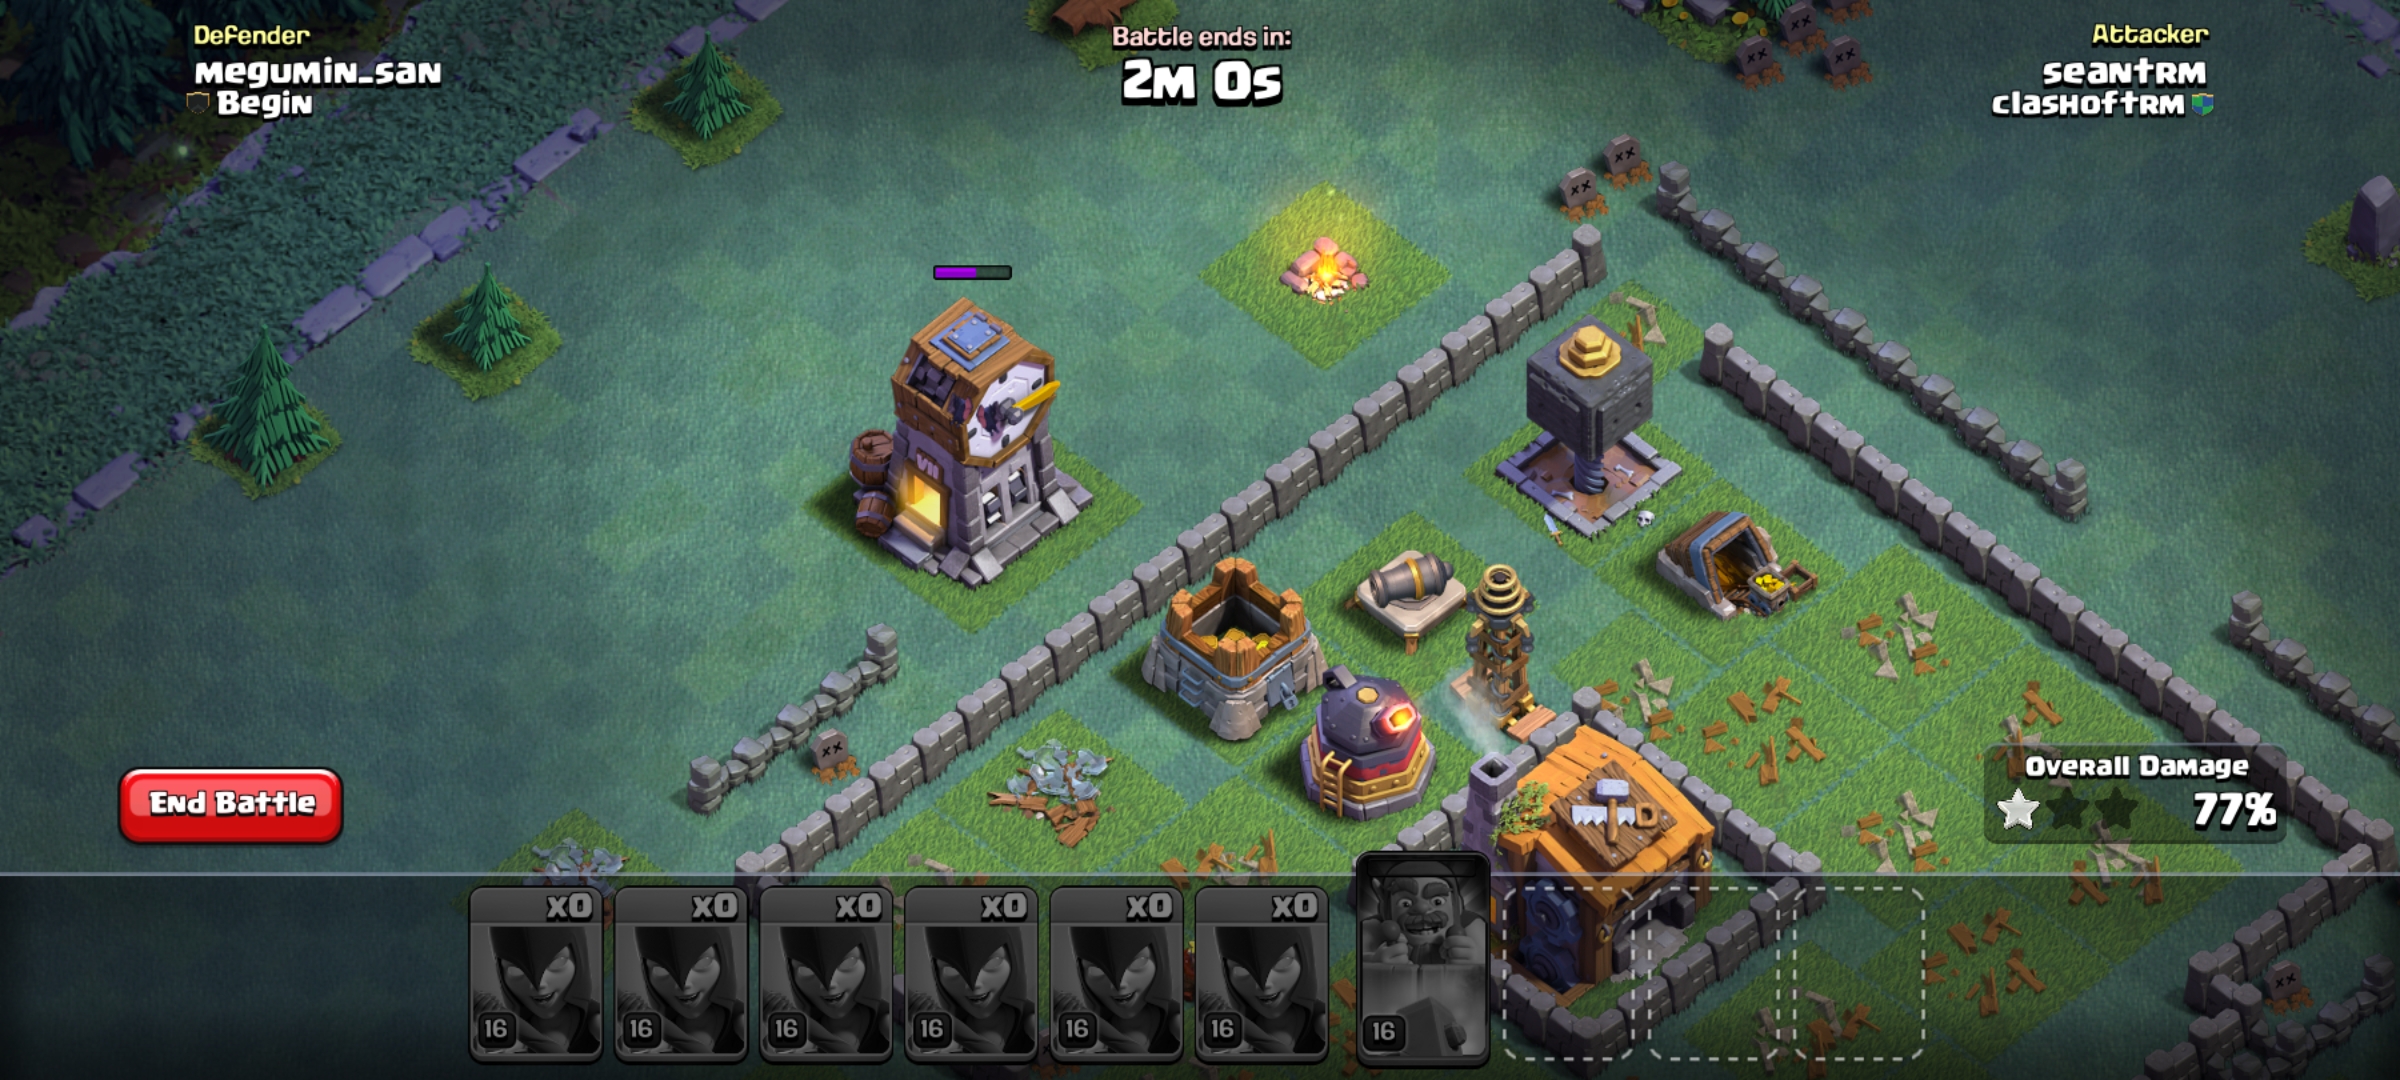 Defender
megumin_san
Begin
Battle ends in:
2M 0s
Attacker
seantRM
clashoftRM
VII
End Battle
Overall Damage
77%
x0
x0
x0
x0
x0
x0
16
16
16
16
16
16
16